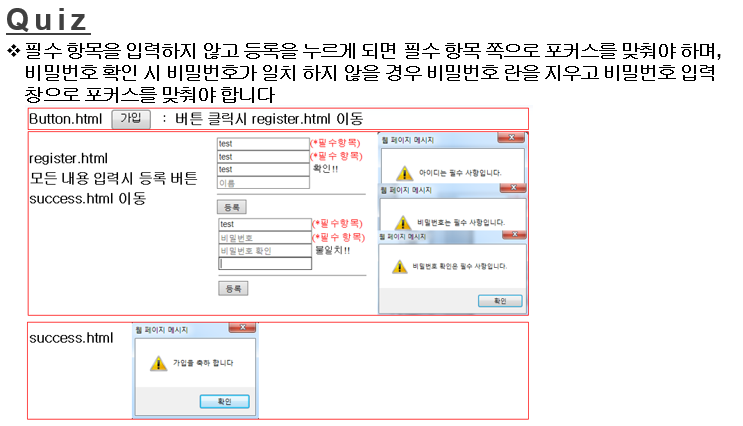 Quiz
❖ 필수 항목을 입력하지 않고 등록을 누르게 되면 필수 항목 쪽으로 포커스를 맞춰야 하며,
비밀번호 확인 시 비밀번호가 일치 하지 않을 경우 비밀번호 란을 지우고 비밀번호 입력
창으로 포커스를 맞춰야 합니다
Button.html 가입 : 버튼 클릭시 register.html 이동
register.html
모든 내용 입력시 등록 버튼
success.html 이동
test (*필수항목)
test (*필수항목)
test 확인!!
이름
등록
test (*필수항목)
비밀번호 (*필수 항목)
비밀번호 확인 불일치!!
등록
웹 페이지 메시지
아이디는 필수 사항입니다.
웹 페이지 메시지
비밀번호는 필수 사항입니다.
웹 페이지 메시지
비밀번호 확인은 필수 사항입니다.
확인
success.html
웹 페이지 메시지
가입을 축하 합니다
확인